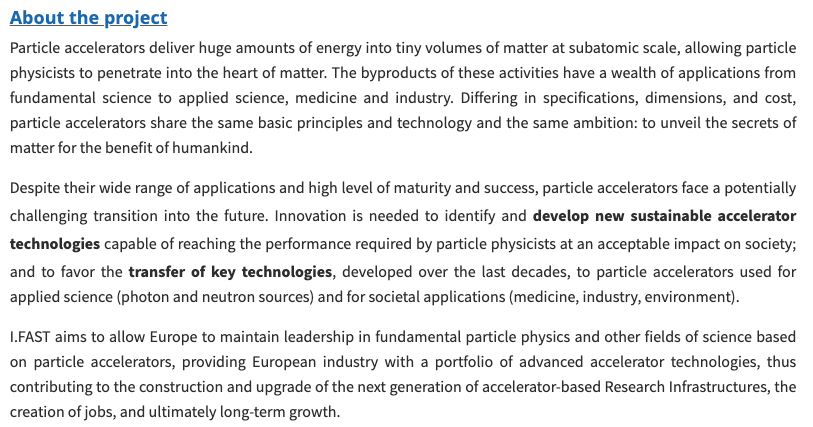 About the project
Particle accelerators deliver huge amounts of energy into tiny volumes of matter at subatomic scale, allowing particle
physicists to penetrate into the heart of matter. The byproducts of these activities have a wealth of applications from
fundamental science to applied science, medicine and industry. Differing in specifications, dimensions, and cost,
particle accelerators share the same basic principles and technology and the same ambition: to unveil the secrets of
matter for the benefit of humankind.
Despite their wide range of applications and high level of maturity and success, particle accelerators face a potentially
challenging transition into the future. Innovation is needed to identify and develop new sustainable accelerator
technologies capable of reaching the performance required by particle physicists at an acceptable impact on society;
and to favor the transfer of key technologies, developed over the last decades, to particle accelerators used for
applied science (photon and neutron sources) and for societal applications (medicine, industry, environment).
I.FAST aims to allow Europe to maintain leadership in fundamental particle physics and other fields of science based
on particle accelerators, providing European industry with a portfolio of advanced accelerator technologies, thus
contributing to the construction and upgrade of the next generation of accelerator-based Research Infrastructures, the
creation of jobs, and ultimately long-term growth.